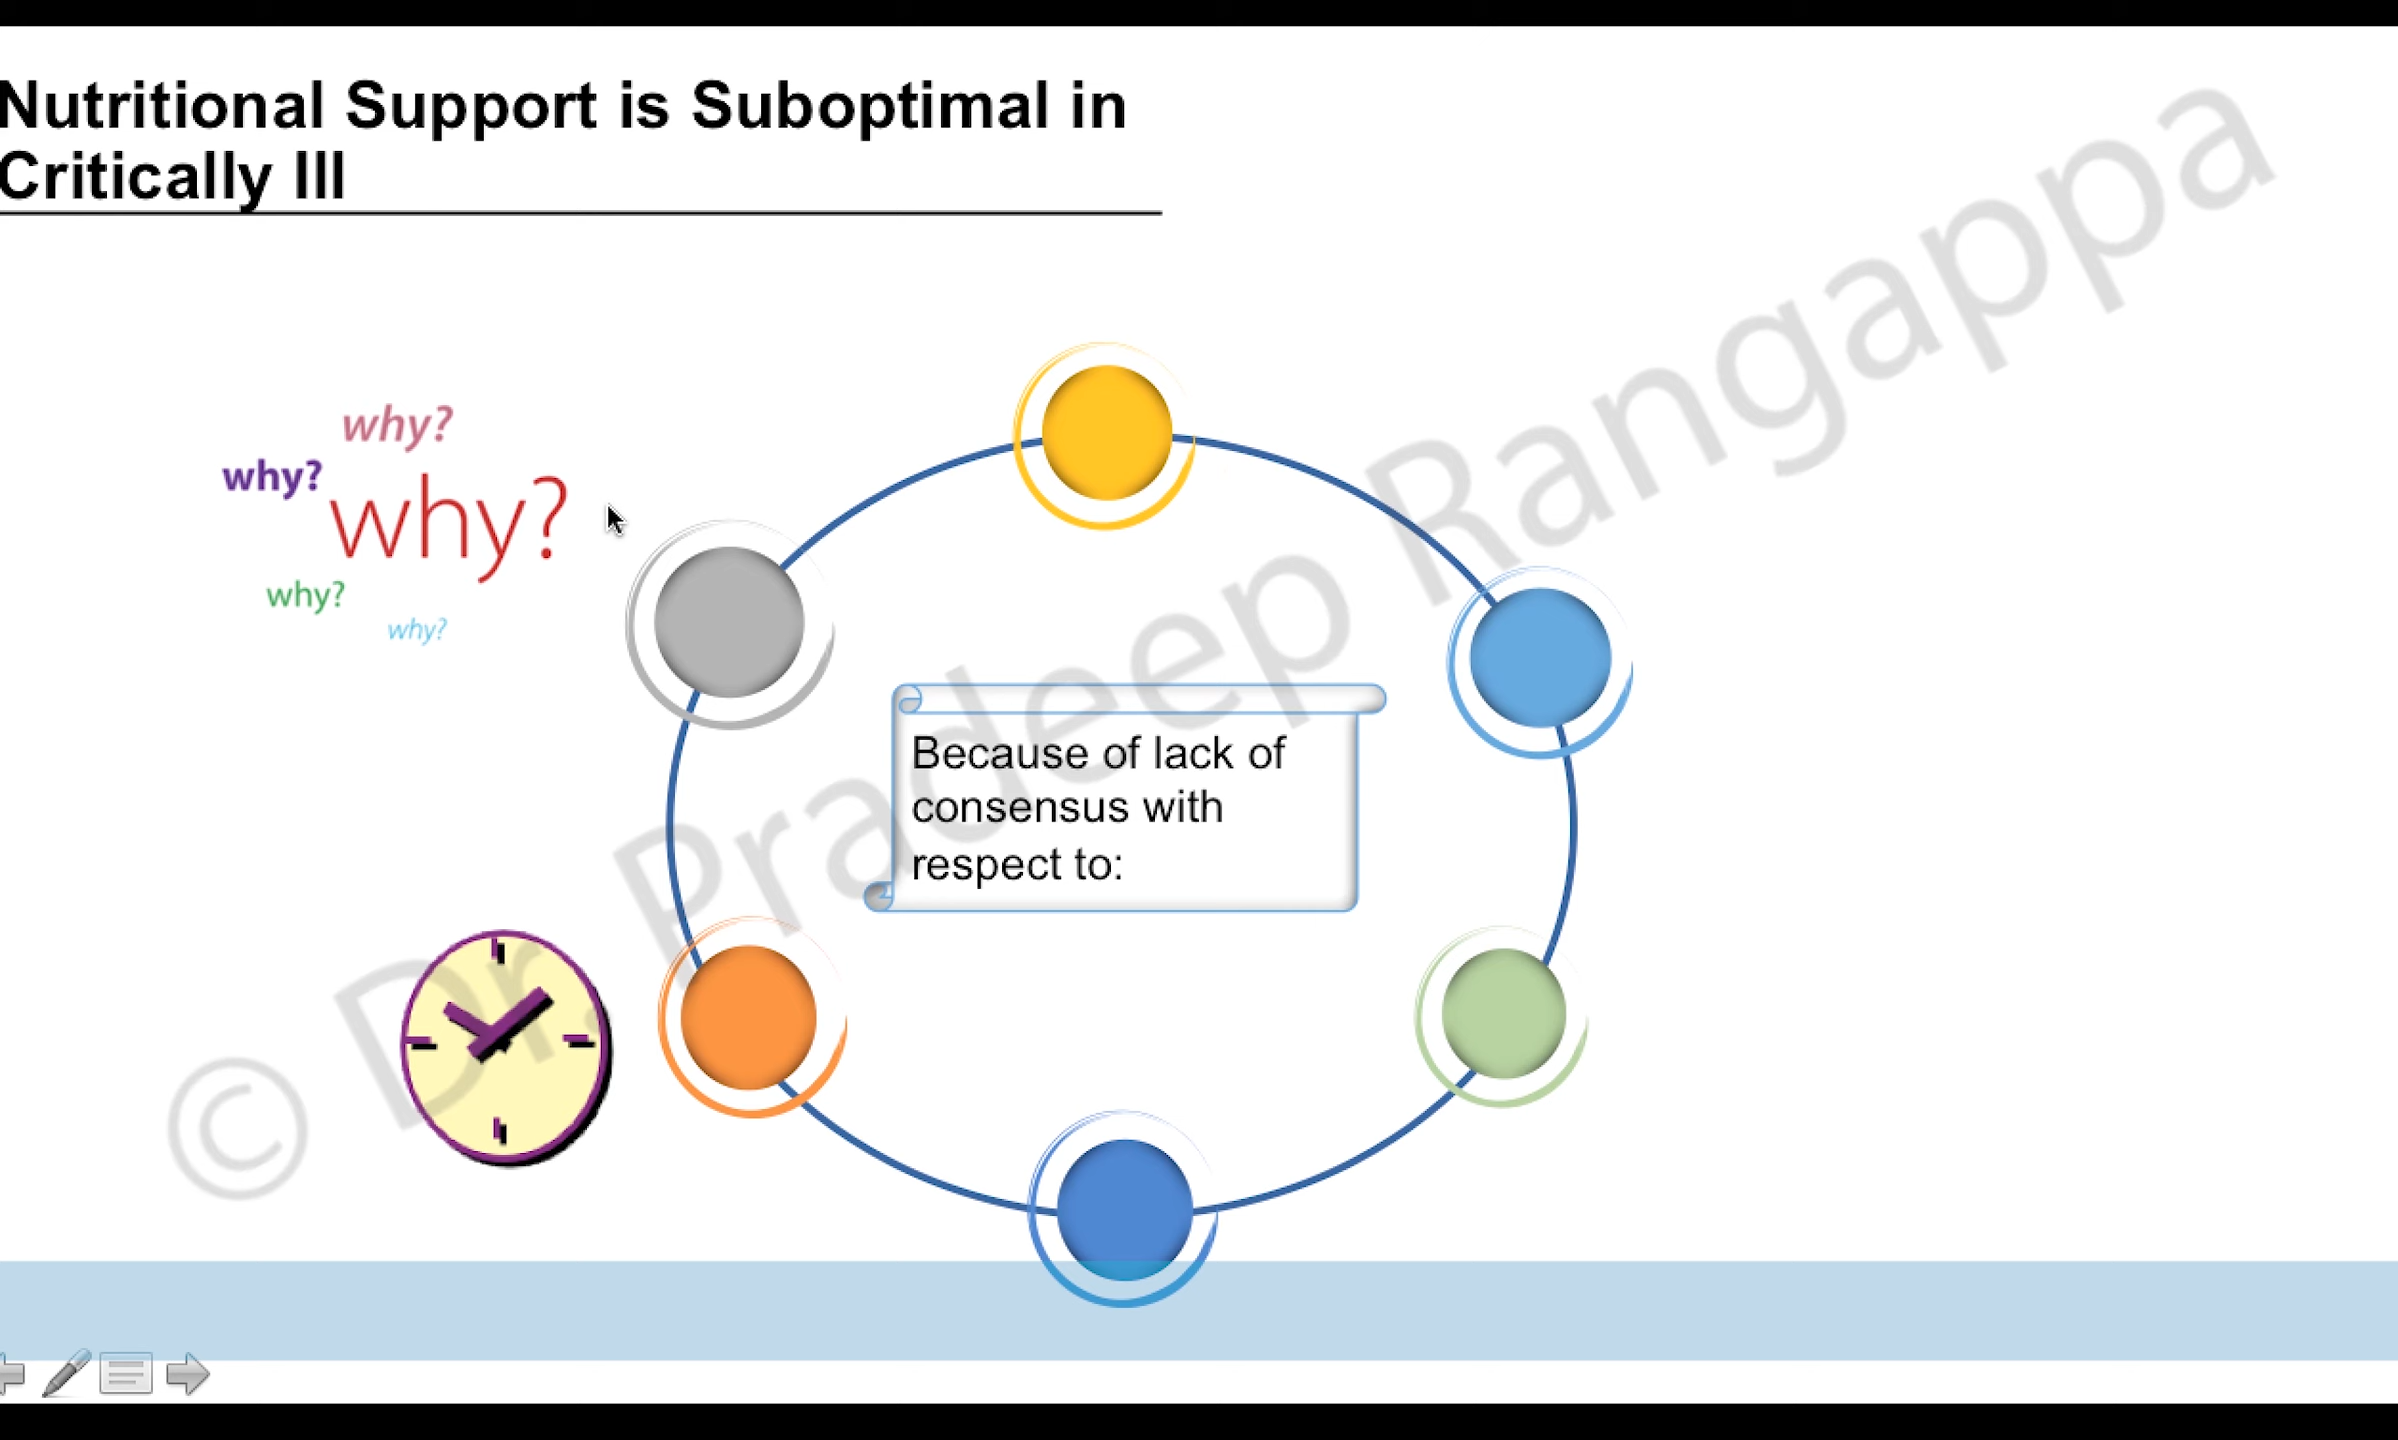 Nutritional Support is Suboptimal in
Critically Ill
why?
why?
why?
why?
why?
Because of lack of
consensus with
respect to:
© Dr. Pradeep Rangappa